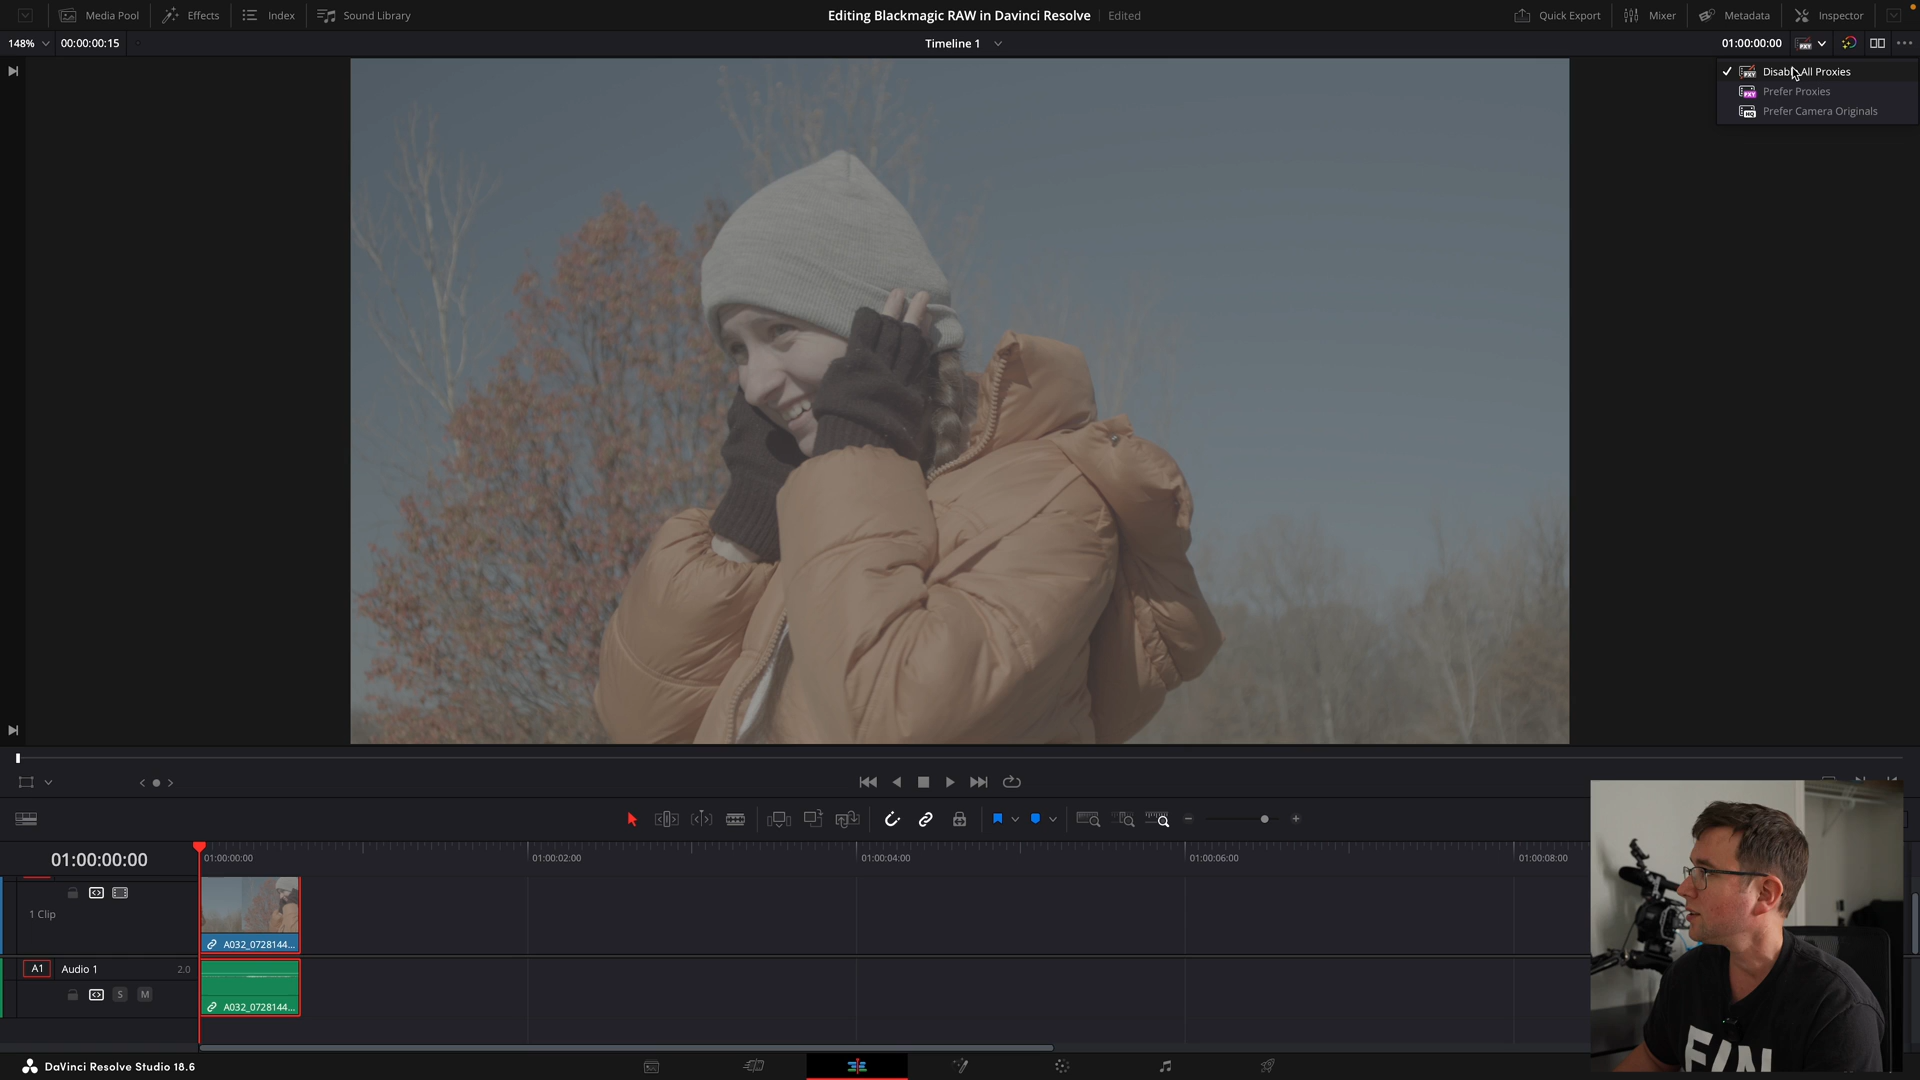 Media Pool
Effects
Index
Sound Library
Editing Blackmagic RAW in Davinci Resolve
Edited
Quick Export
Mixer
Metadata
Inspector
148%
00:00:00:15
Timeline 1
01:00:00:00
PXY
Disable All Proxies
Prefer Proxies
Prefer Camera Originals
01:00:00:00
01:00:00:00
01:00:02:00
01:00:04:00
01:00:06:00
01:00:08:00
1 Clip
A032_0728144...
A1
Audio 1
2.0
S
M
A032_0728144...
DaVinci Resolve Studio 18.6